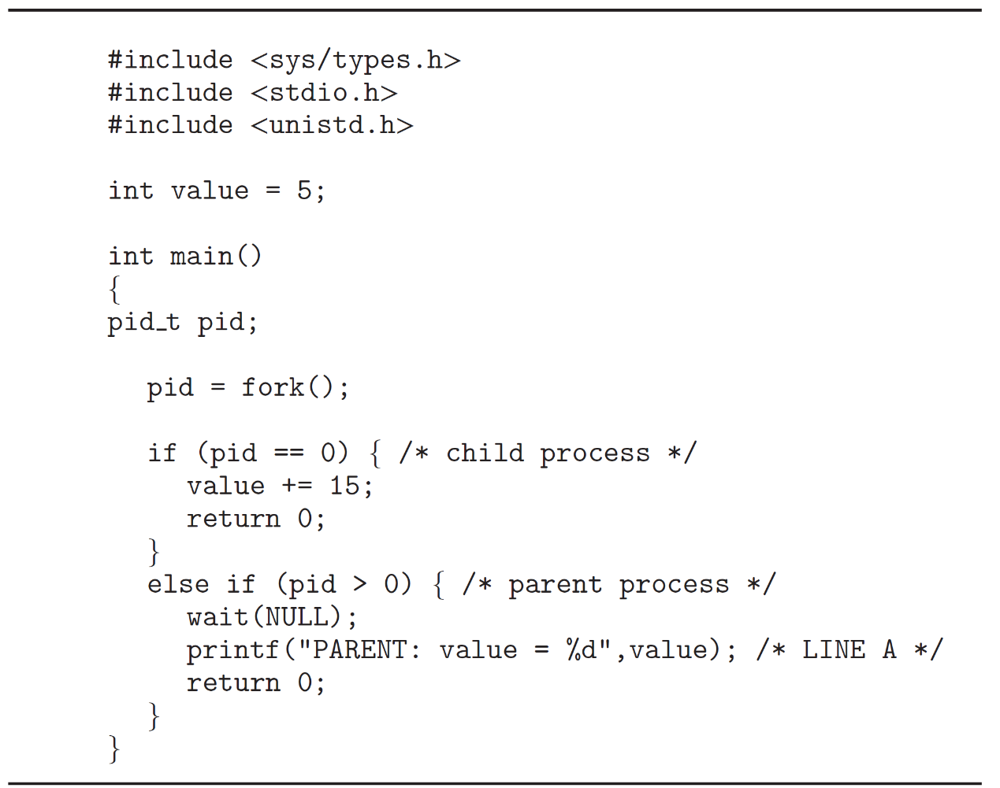 #include <sys/types.h>
#include <stdio.h>
#include <unistd.h>
int value = 5;
int main()
{
pid_t pid;
pid = fork();
if (pid == 0) { /* child process */
value += 15;
return 0;
}
else if (pid > 0) { /* parent process */
wait(NULL);
printf("PARENT: value = %d",value); /* LINE A */
return 0;
}
}